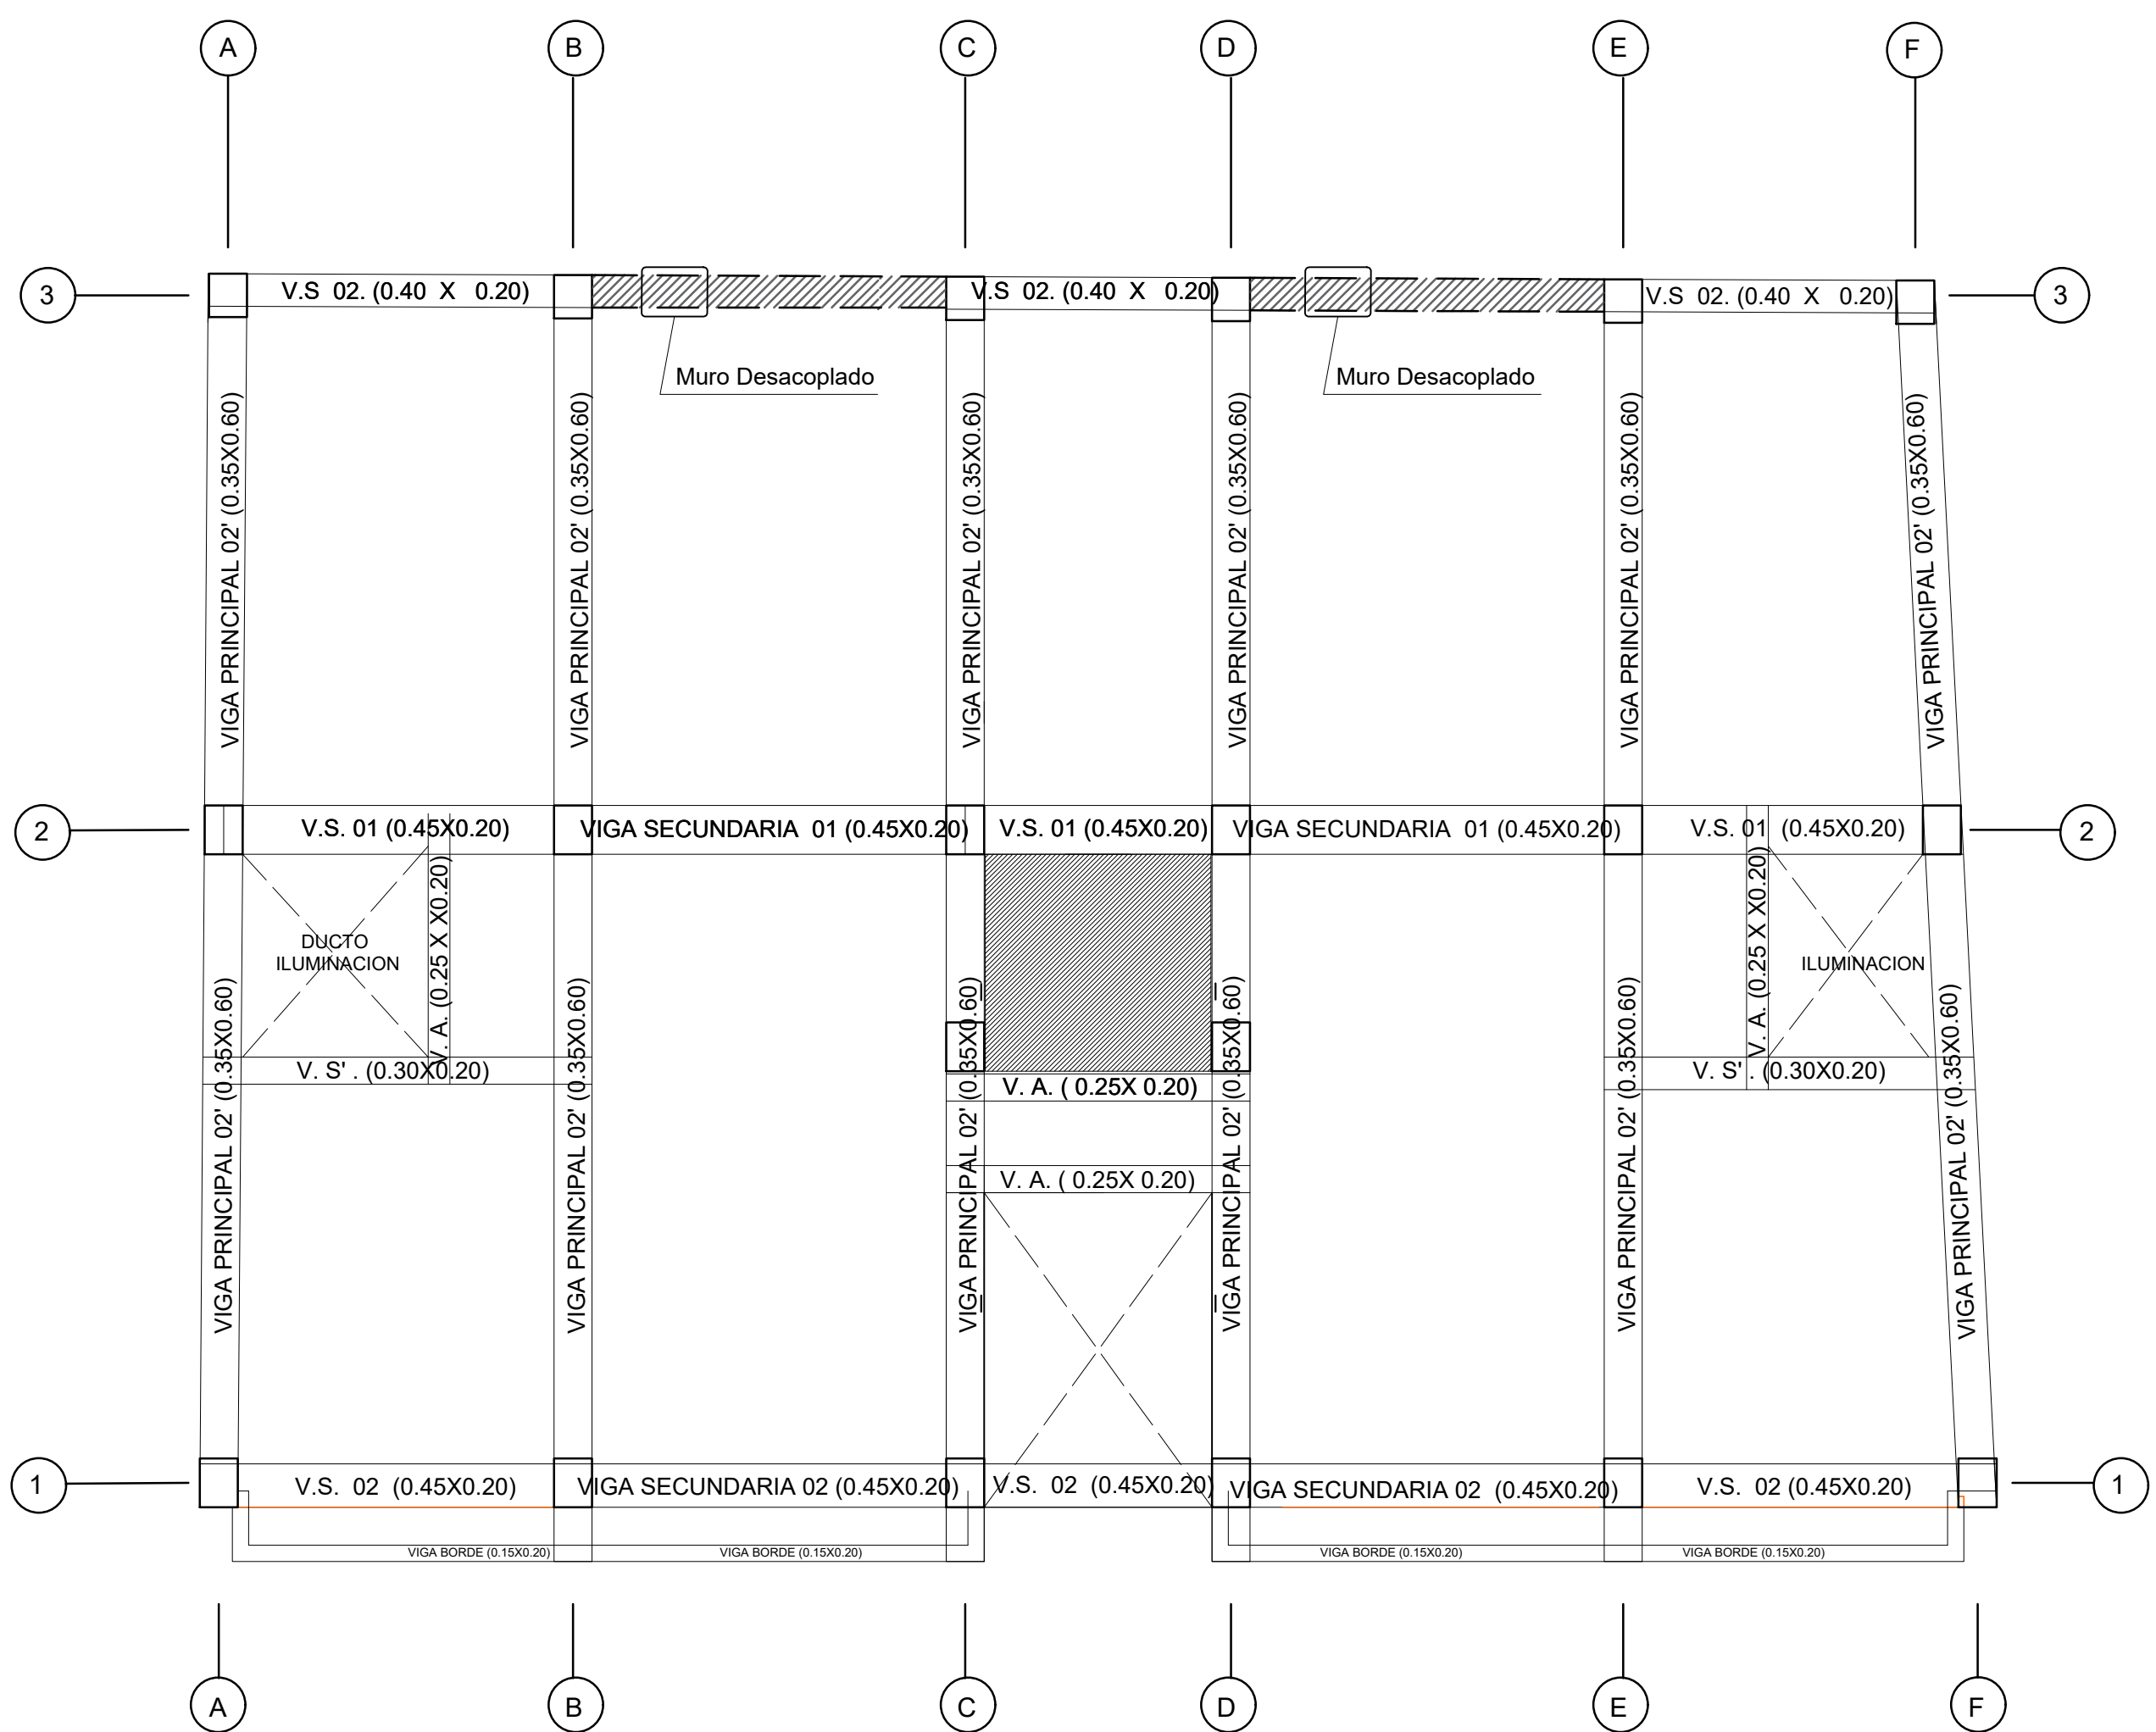 A
B
C
D
E
F
3
V.S 02. (0.40 X 0.20)
V.S 02. (0.40 X 0.20)
V.S 02. (0.40 X 0.20)
3
Muro Desacoplado
Muro Desacoplado
VIGA PRINCIPAL 02' (0.35X0.60)
VIGA PRINCIPAL 02' (0.35X0.60)
VIGA PRINCIPAL 02' (0.35X0.60)
VIGA PRINCIPAL 02' (0.35X0.60)
VIGA PRINCIPAL 02' (0.35X0.60)
VIGA PRINCIPAL 02' (0.35X0.60)
2
V.S. 01 (0.45X0.20)
VIGA SECUNDARIA 01 (0.45X0.20)
V.S. 01 (0.45X0.20)
VIGA SECUNDARIA 01 (0.45X0.20)
V.S. 01 (0.45X0.20)
2
DUCTO
ILUMINACION
V. A. (0.25 X X0.20)
V. A. (0.25 X X0.20)
ILUMINACION
V. S' . (0.30X0.20)
V. A. ( 0.25X 0.20)
V. S' . (0.30X0.20)
V. A. ( 0.25X 0.20)
VIGA PRINCIPAL 02' (0.35X0.60)
VIGA PRINCIPAL 02' (0.35X0.60)
VIGA PRINCIPAL 02' (0.35X0.60)
VIGA PRINCIPAL 02' (0.35X0.60)
VIGA PRINCIPAL 02' (0.35X0.60)
VIGA PRINCIPAL 02' (0.35X0.60)
1
V.S. 02 (0.45X0.20)
VIGA SECUNDARIA 02 (0.45X0.20)
V.S. 02 (0.45X0.20)
VIGA SECUNDARIA 02 (0.45X0.20)
V.S. 02 (0.45X0.20)
1
VIGA BORDE (0.15X0.20)
VIGA BORDE (0.15X0.20)
VIGA BORDE (0.15X0.20)
VIGA BORDE (0.15X0.20)
A
B
C
D
E
F